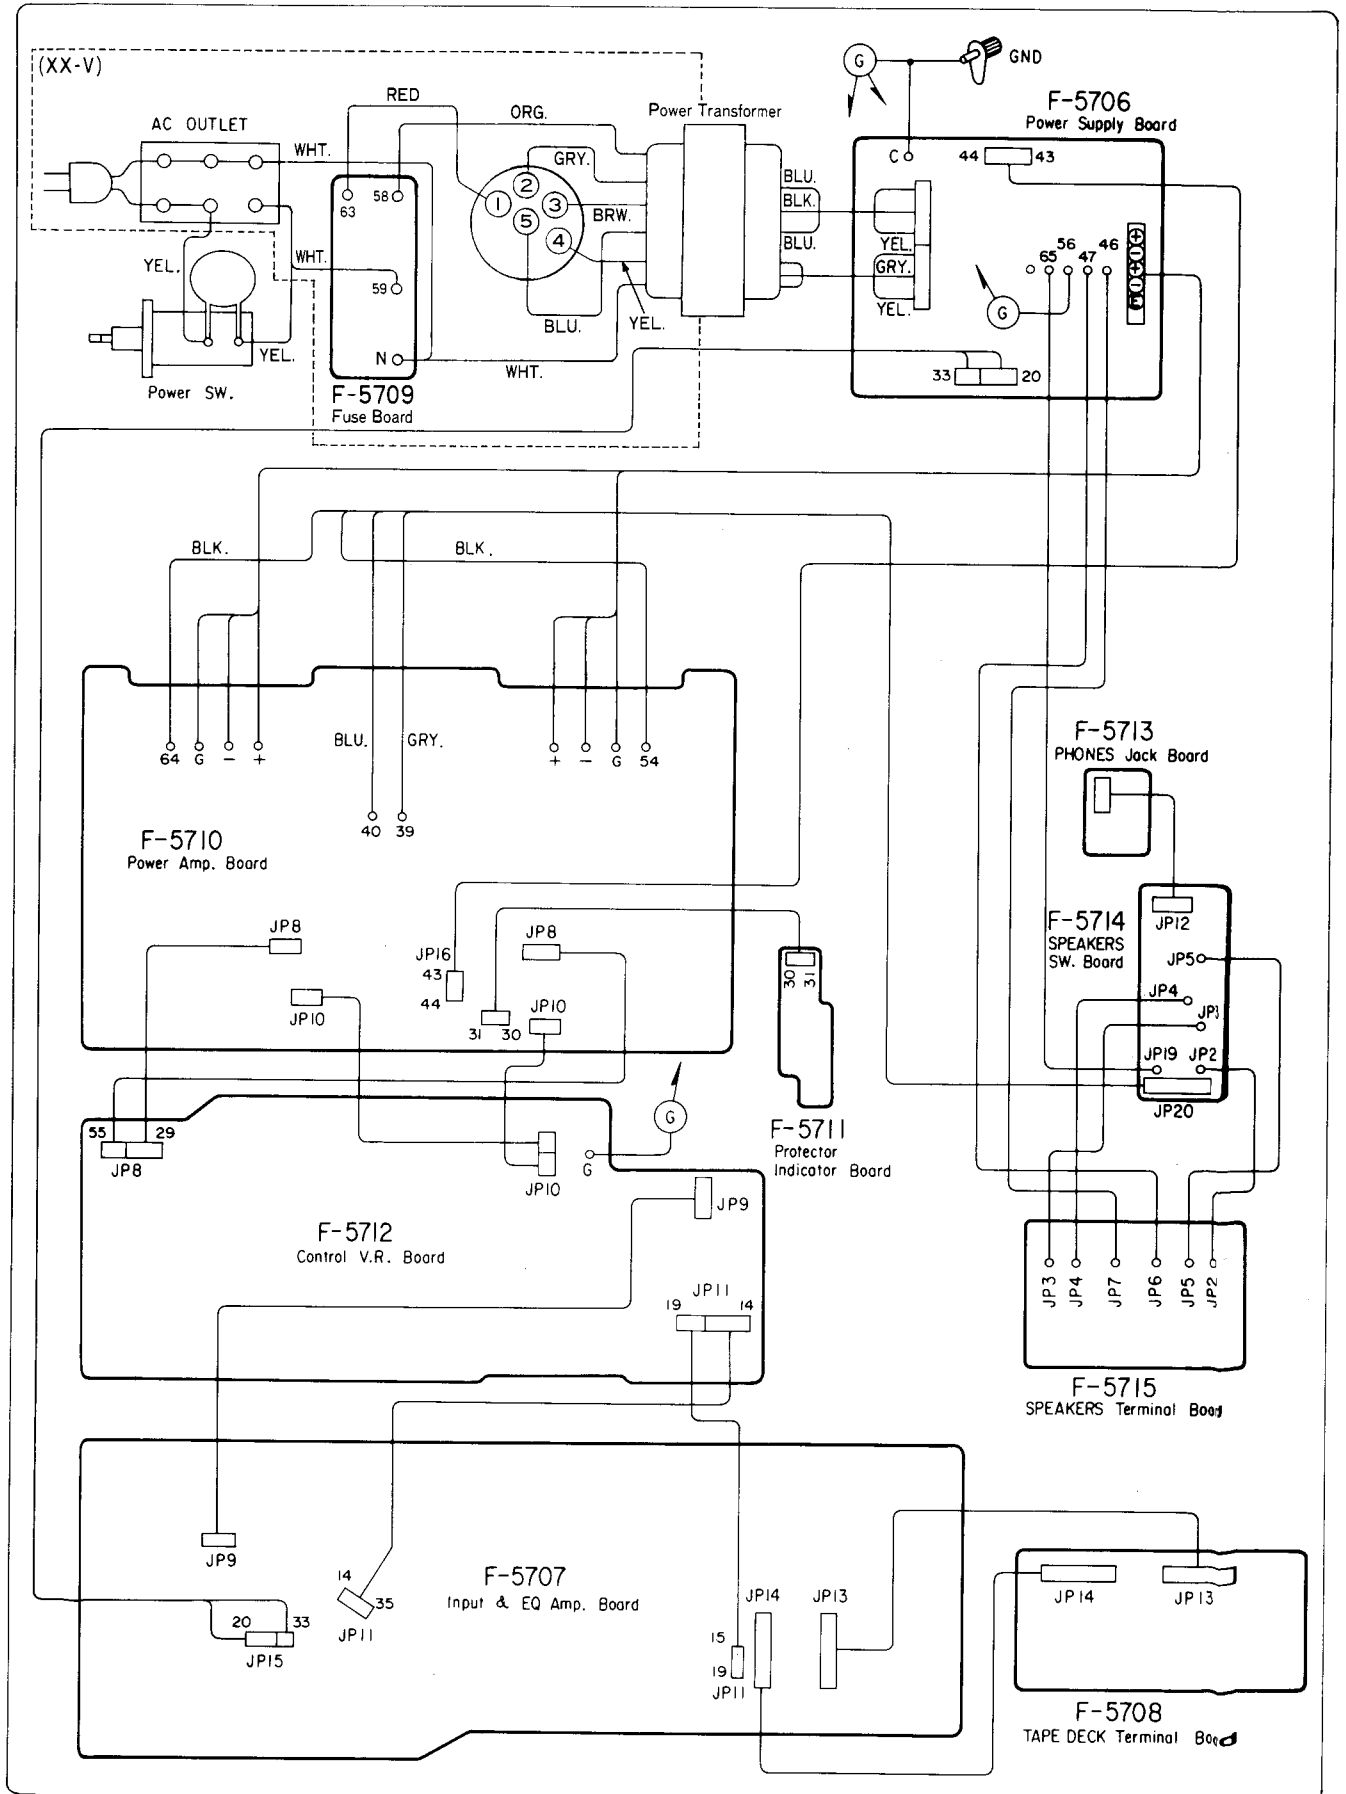 (XX-V)
AC OUTLET
RED
ORG.
WHT.
GRY.
BRW.
YEL.
WHT.
YEL.
BLU.
YEL.
WHT.
Power SW.
63
58
59
N
F-5709
Fuse Board
1
2
3
5
4
Power Transformer
BLU.
BLK.
BLU.
YEL.
GRY.
YEL.
G
GND
F-5706
Power Supply Board
C
44
43
65
56
47
46
+
−
+
−
E
G
33
20
BLK.
BLK.
64
G
−
+
BLU.
GRY.
+
−
G
54
40
39
F-5710
Power Amp. Board
JP8
JP10
JP16
43
44
JP8
31
30
JP10
F-5713
PHONES Jack Board
F-5714
SPEAKERS
SW. Board
JP12
JP5
JP4
JP19
JP2
JP20
30
31
F-5711
Protector
Indicator Board
55
29
JP8
JP10
G
G
JP9
F-5712
Control V.R. Board
JP11
19
14
JP3
JP4
JP7
JP6
JP5
JP2
F-5715
SPEAKERS Terminal Board
JP9
14
35
JP11
20
33
JP15
F-5707
Input & EQ Amp. Board
15
19
JP11
JP14
JP13
JP14
JP13
F-5708
TAPE DECK Terminal Board